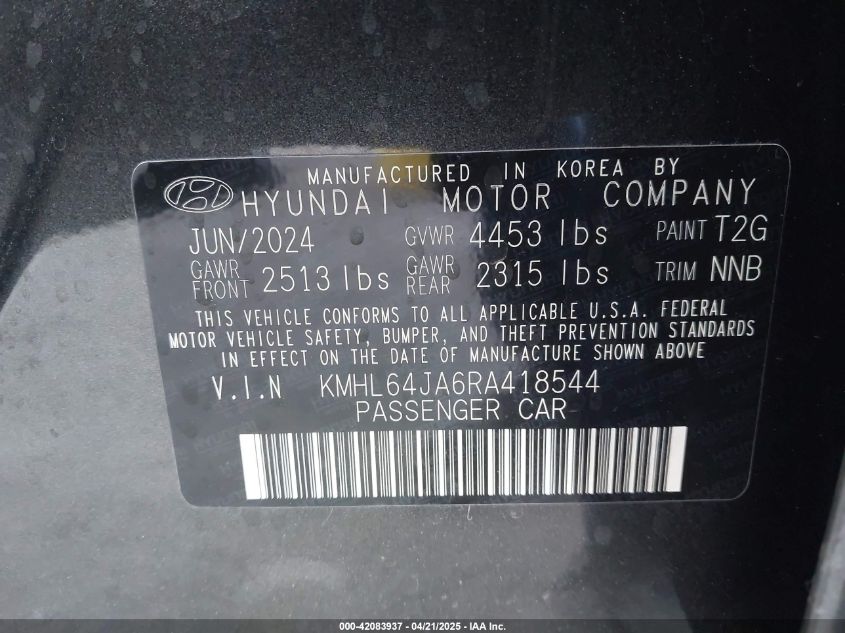 MANUFACTURED IN KOREA BY
HYUNDAI MOTOR COMPANY
JUN/2024 GVWR 4453 lbs PAINT T2G
GAWR FRONT 2513 lbs GAWR REAR 2315 lbs TRIM NNB
THIS VEHICLE CONFORMS TO ALL APPLICABLE U.S.A. FEDERAL
MOTOR VEHICLE SAFETY, BUMPER, AND THEFT PREVENTION STANDARDS
IN EFFECT ON THE DATE OF MANUFACTURE SHOWN ABOVE
V.I.N KMHL64JA6RA418544
PASSENGER CAR
000-42083937 - 04/21/2025 - IAA Inc.